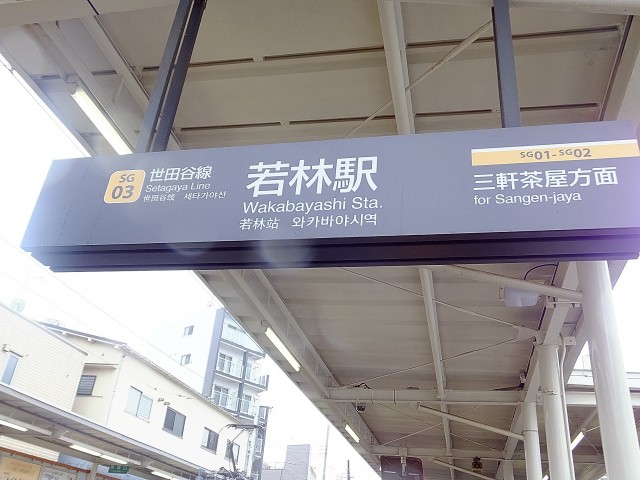 SG
03
世田谷線
Setagaya Line
世田谷线 세타가야선
若林駅
Wakabayashi Sta.
若林站 와카바야시역
SG01-SG02
三軒茶屋方面
for Sangen-jaya
SG
03